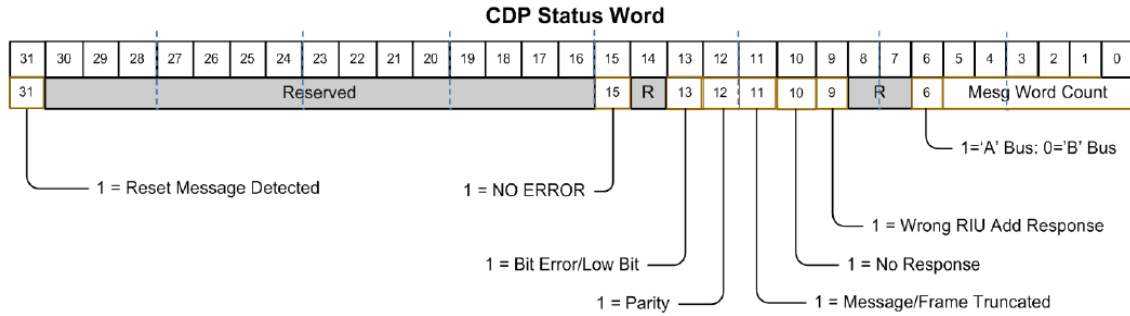 CDP Status Word
31 30 29 28 27 26 25 24 23 22 21 20 19 18 17 16 15 14 13 12 11 10 9 8 7 6 5 4 3 2 1 0
31 Reserved 15 R 13 12 11 10 9 R 6 Mesg Word Count
1='A' Bus: 0='B' Bus
1 = Reset Message Detected 1 = NO ERROR
1 = Wrong RIU Add Response
1 = Bit Error/Low Bit 1 = No Response
1 = Parity 1 = Message/Frame Truncated